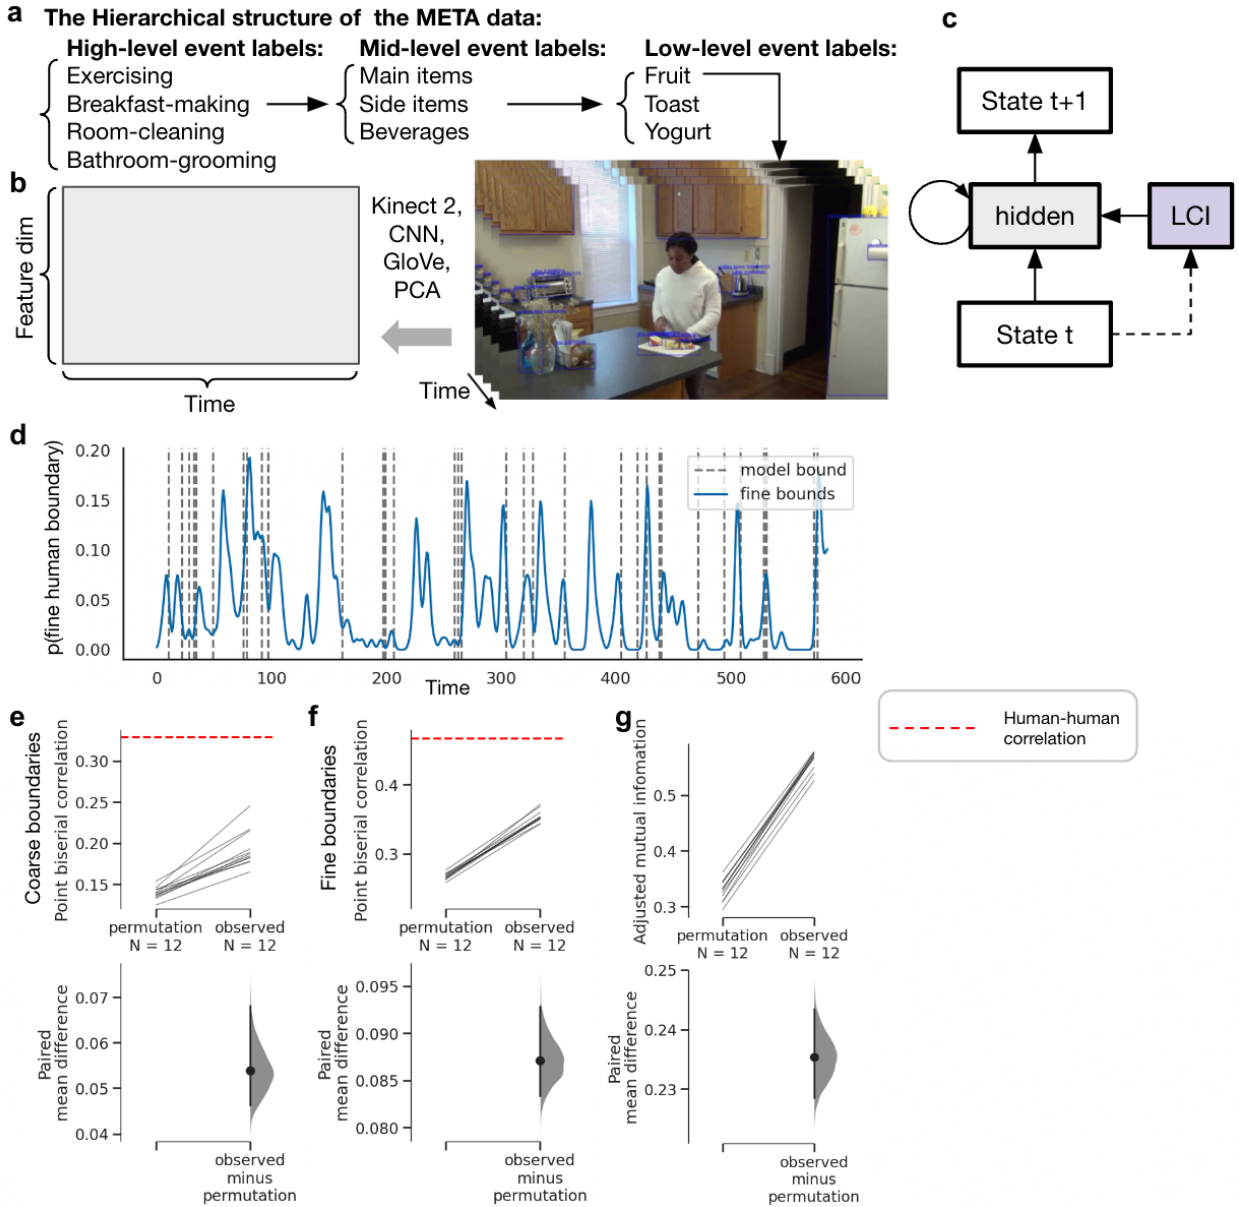 a The Hierarchical structure of the META data:
High-level event labels:
Exercising
Breakfast-making
Room-cleaning
Bathroom-grooming
Mid-level event labels:
Main items
Side items
Beverages
Low-level event labels:
Fruit
Toast
Yogurt
b
Feature dim
Time
Kinect 2,
CNN,
GloVe,
PCA
Time
c
State t+1
hidden
LCI
State t
d
p(fine human boundary)
0.20
0.15
0.10
0.05
0.00
0 100 200 300 400 500 600
Time
model bound
fine bounds
Human-human
correlation
e
Coarse boundaries
Point biserial correlation
0.30
0.25
0.20
0.15
permutation
N = 12
observed
N = 12
Paired
mean difference
0.07
0.06
0.05
0.04
observed
minus
permutation
f
Fine boundaries
Point biserial correlation
0.4
0.3
permutation
N = 12
observed
N = 12
Paired
mean difference
0.095
0.090
0.085
0.080
observed
minus
permutation
g
Adjusted mutual infomation
0.5
0.4
0.3
permutation
N = 12
observed
N = 12
Paired
mean difference
0.25
0.24
0.23
observed
minus
permutation